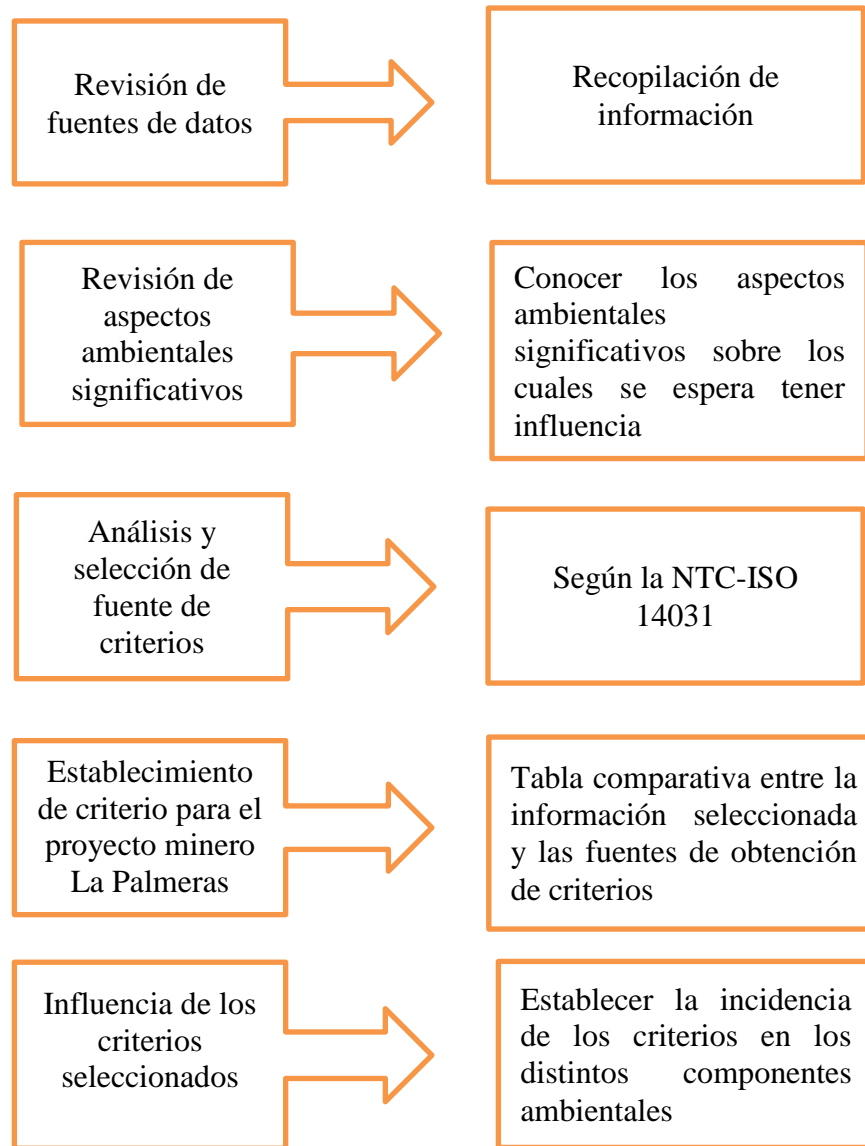 Revisión de
fuentes de datos
Recopilación de
información
Revisión de
aspectos
ambientales
significativos
Conocer los aspectos
ambientales
significativos sobre los
cuales se espera tener
influencia
Análisis y
selección de
fuente de
criterios
Según la NTC-ISO
14031
Establecimiento
de criterio para el
proyecto minero
La Palmeras
Tabla comparativa entre la
información seleccionada
y las fuentes de obtención
de criterios
Influencia de los
criterios
seleccionados
Establecer la incidencia
de los criterios en los
distintos componentes
ambientales